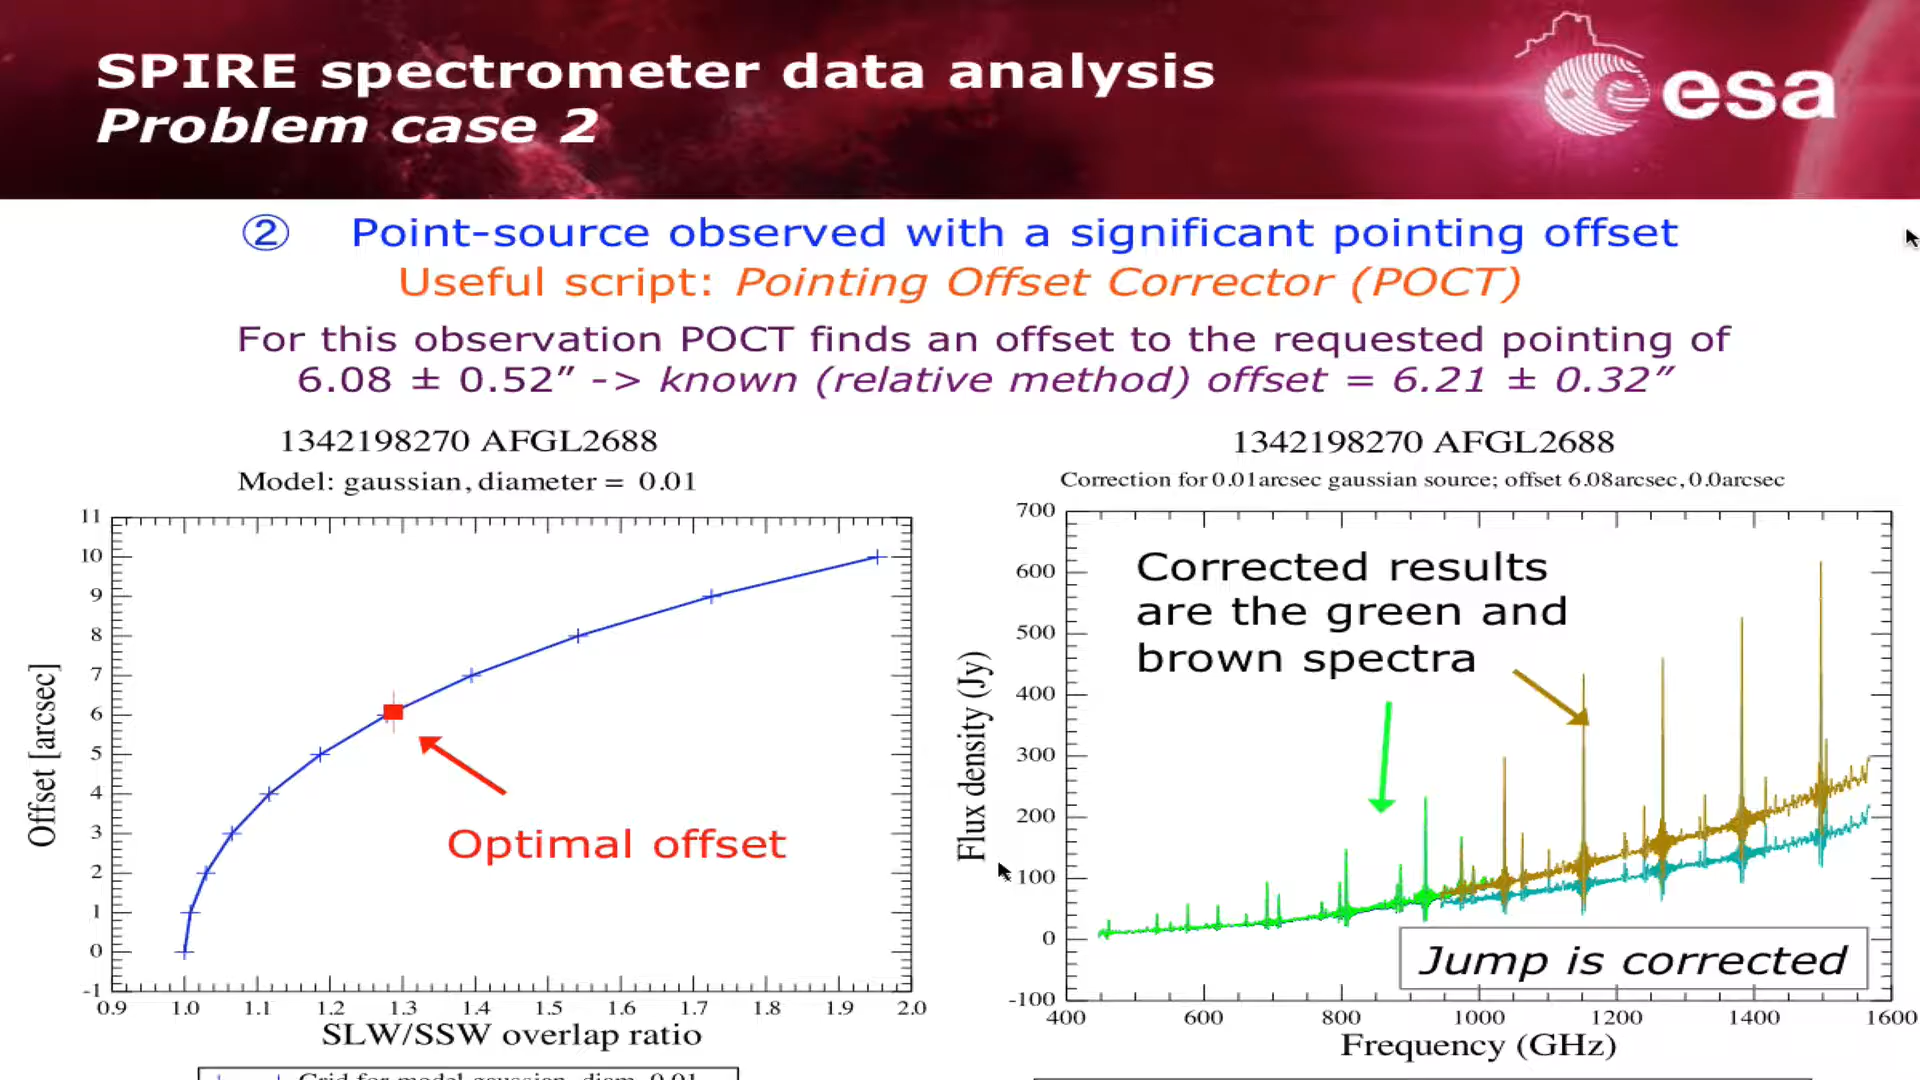 SPIRE spectrometer data analysis
Problem case 2
esa
② Point-source observed with a significant pointing offset
Useful script: Pointing Offset Corrector (POCT)
For this observation POCT finds an offset to the requested pointing of
6.08 ± 0.52″ -> known (relative method) offset = 6.21 ± 0.32″
1342198270 AFGL2688
Model: gaussian, diameter = 0.01
11
10
9
8
7
6
5
4
3
2
1
0
-1
Offset [arcsec]
Optimal offset
0.9 1.0 1.1 1.2 1.3 1.4 1.5 1.6 1.7 1.8 1.9 2.0
SLW/SSW overlap ratio
Grid for model gaussian, diam. 0.01
1342198270 AFGL2688
Correction for 0.01arcsec gaussian source; offset 6.08arcsec, 0.0arcsec
700
600
500
400
300
200
100
0
-100
Flux density (Jy)
Corrected results
are the green and
brown spectra
Jump is corrected
400 600 800 1000 1200 1400 1600
Frequency (GHz)